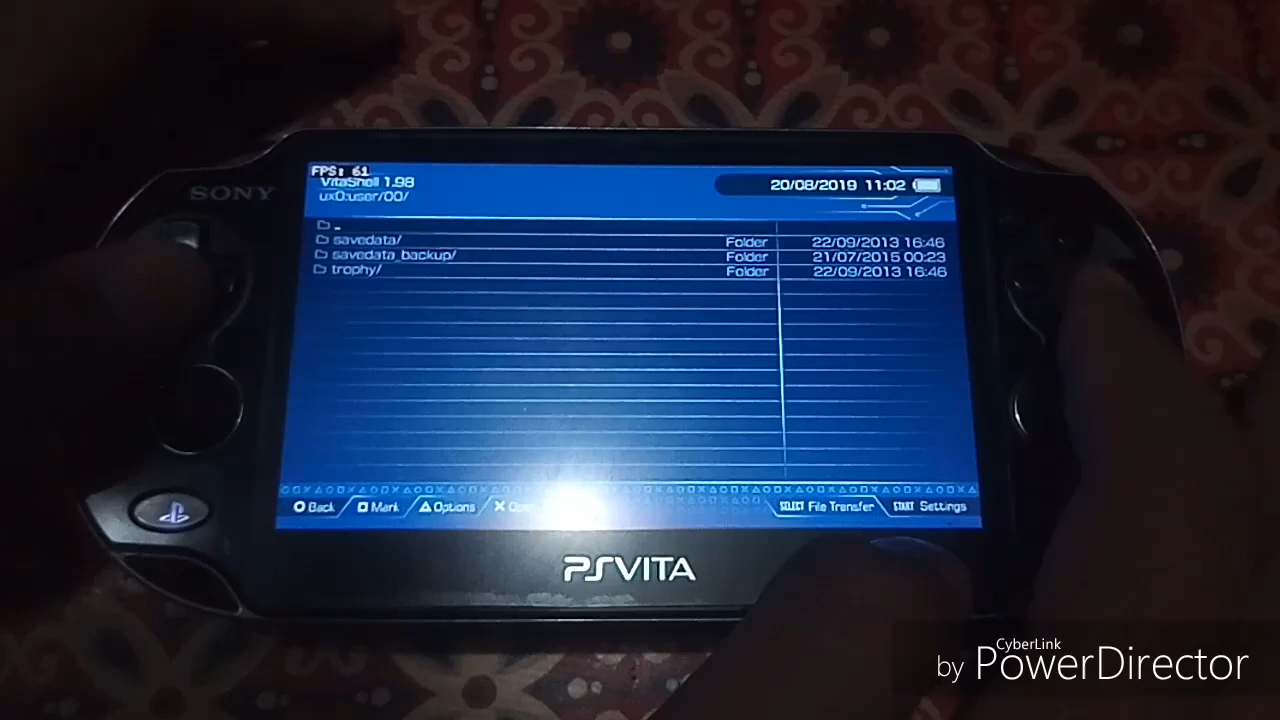 SONY
FPS: 61
VitaShell 1.98
20/08/2019 11:02
ux0:user/00/
..
savedata/ Folder 22/09/2013 16:46
savedata_backup/ Folder 21/07/2015 00:23
trophy/ Folder 22/09/2013 16:46
Back Mark Options Open SELECT File Transfer START Settings
PSVITA
CyberLink
by PowerDirector